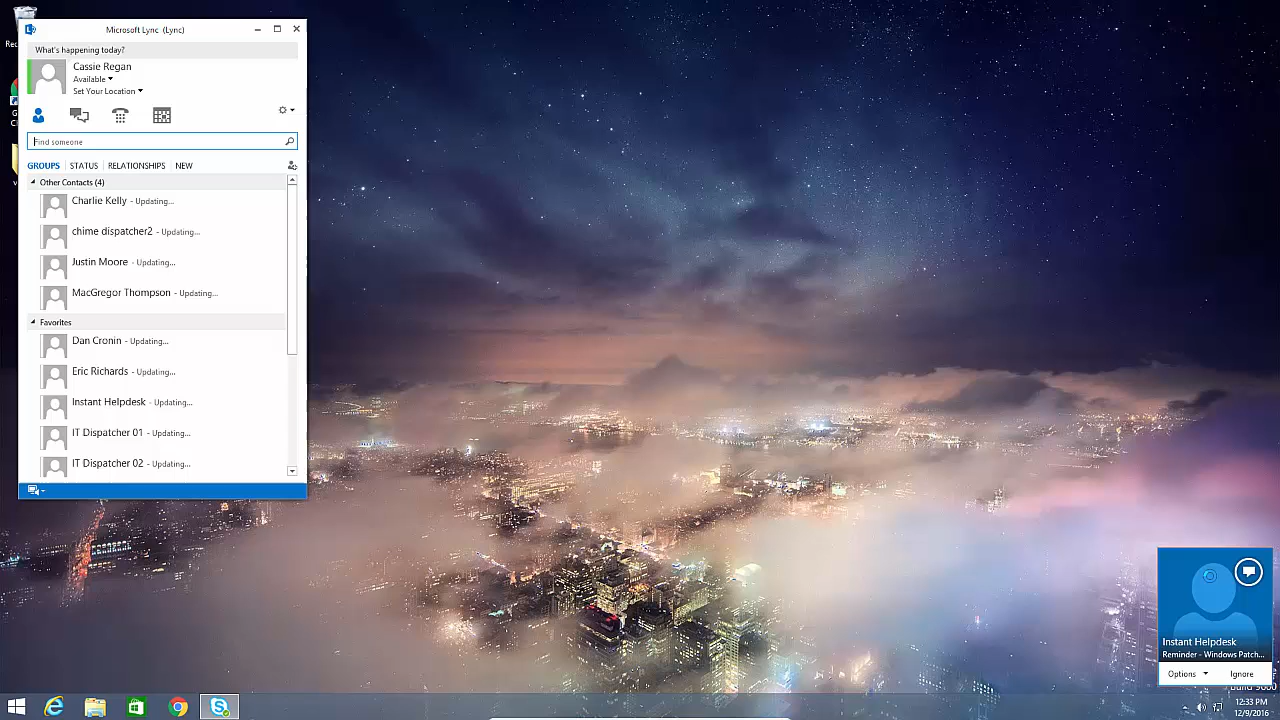 Microsoft Lync (Lync)
What's happening today?
Cassie Regan
Available
Set Your Location
Find someone
GROUPS STATUS RELATIONSHIPS NEW
Other Contacts (4)
Charlie Kelly - Updating...
chime dispatcher2 - Updating...
Justin Moore - Updating...
MacGregor Thompson - Updating...
Favorites
Dan Cronin - Updating...
Eric Richards - Updating...
Instant Helpdesk - Updating...
IT Dispatcher 01 - Updating...
IT Dispatcher 02 - Updating...
Instant Helpdesk
Reminder - Windows Patch...
Options Ignore
12:33 PM
12/9/2016